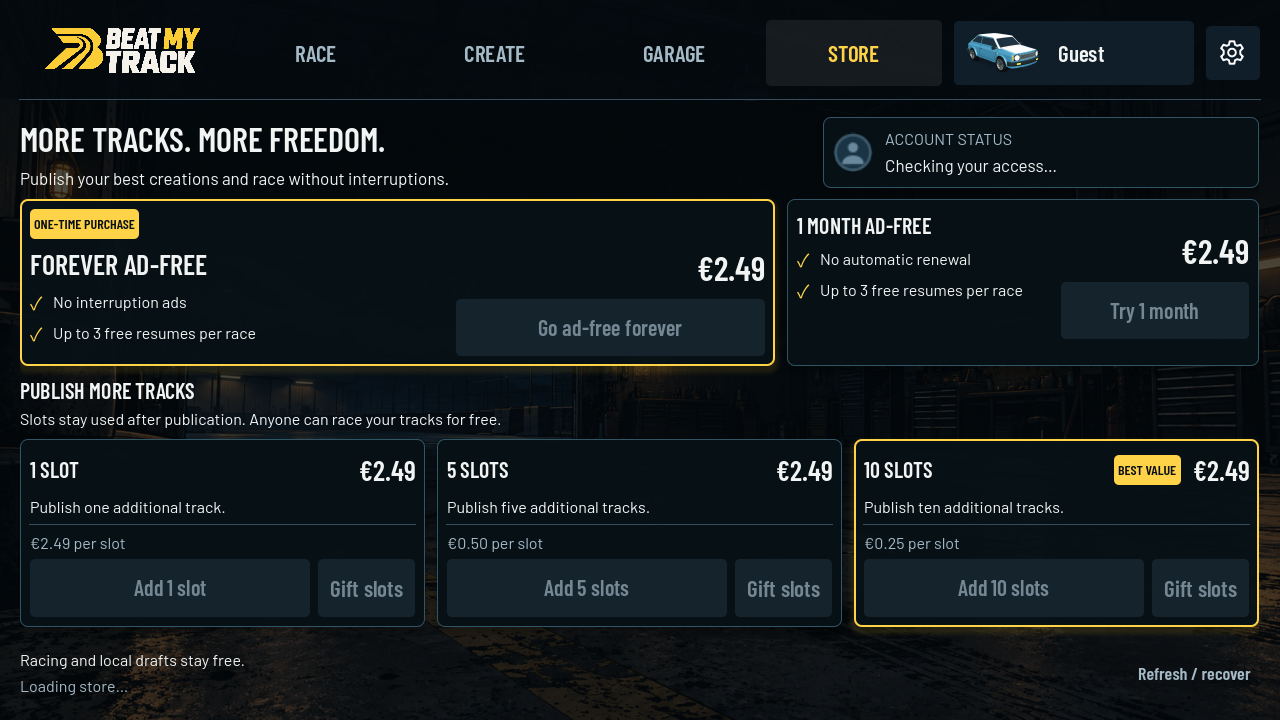 BEAT MY TRACK
RACE
CREATE
GARAGE
STORE
Guest
MORE TRACKS. MORE FREEDOM.
Publish your best creations and race without interruptions.
ACCOUNT STATUS
Checking your access...
ONE-TIME PURCHASE
FOREVER AD-FREE
€2.49
✓ No interruption ads
✓ Up to 3 free resumes per race
Go ad-free forever
1 MONTH AD-FREE
€2.49
✓ No automatic renewal
✓ Up to 3 free resumes per race
Try 1 month
PUBLISH MORE TRACKS
Slots stay used after publication. Anyone can race your tracks for free.
1 SLOT
€2.49
Publish one additional track.
€2.49 per slot
Add 1 slot
Gift slots
5 SLOTS
€2.49
Publish five additional tracks.
€0.50 per slot
Add 5 slots
Gift slots
10 SLOTS
BEST VALUE
€2.49
Publish ten additional tracks.
€0.25 per slot
Add 10 slots
Gift slots
Racing and local drafts stay free.
Loading store...
Refresh / recover